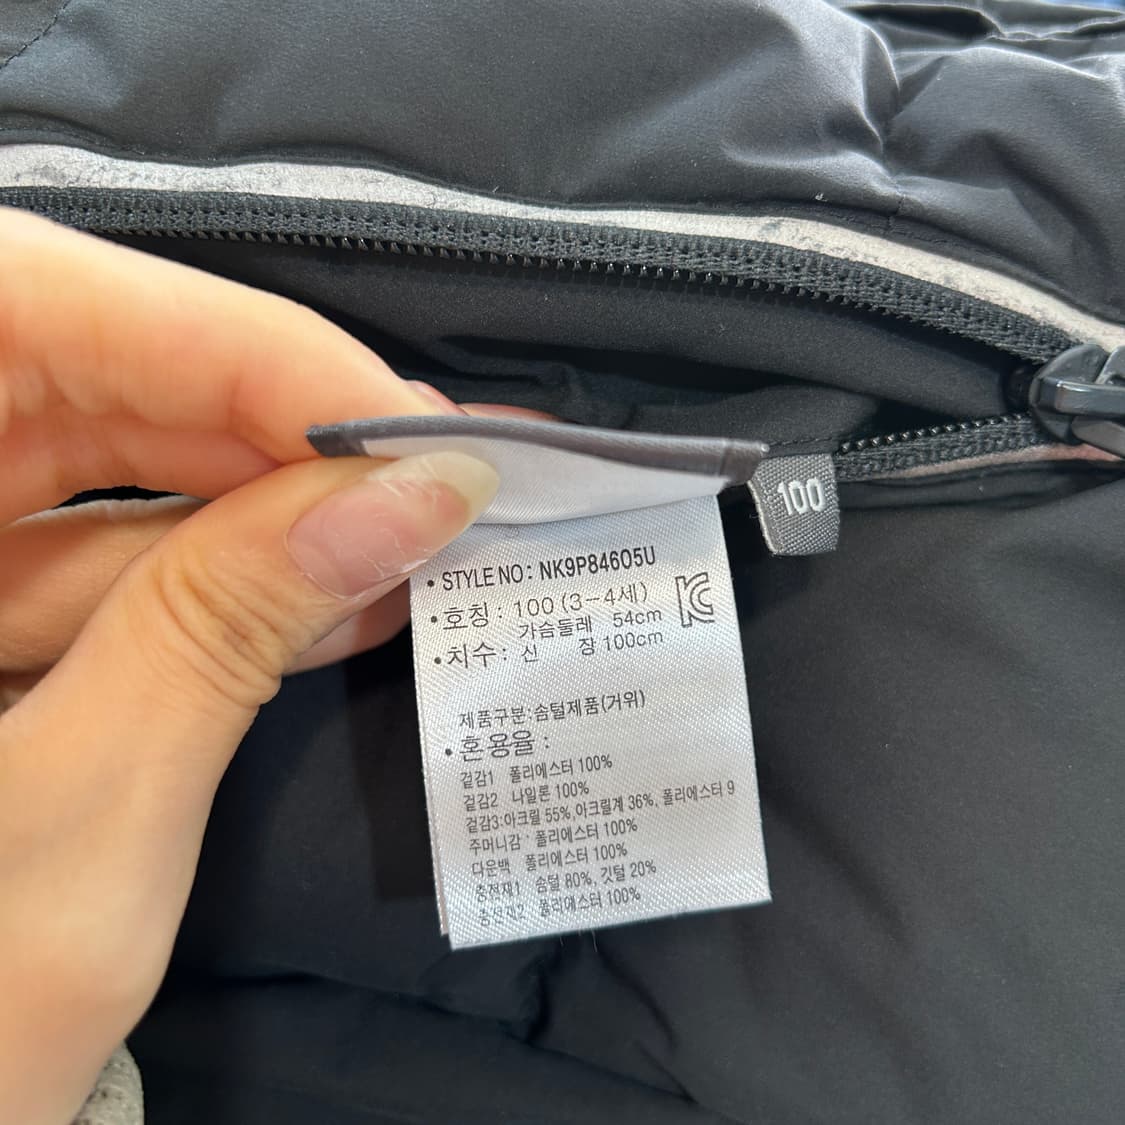 100
• STYLE NO: NK9P84605U
• 호칭: 100 (3-4세)
가슴둘레 54cm
• 치수: 신 장 100cm
제품구분:솜털제품(거위)
• 혼용율:
겉감1 폴리에스터 100%
겉감2 나일론 100%
겉감3:아크릴 55%,아크릴계 36%, 폴리에스터 9
주머니감 : 폴리에스터 100%
다운백 폴리에스터 100%
충전재1 솜털 80%, 깃털 20%
충전재2 폴리에스터 100%